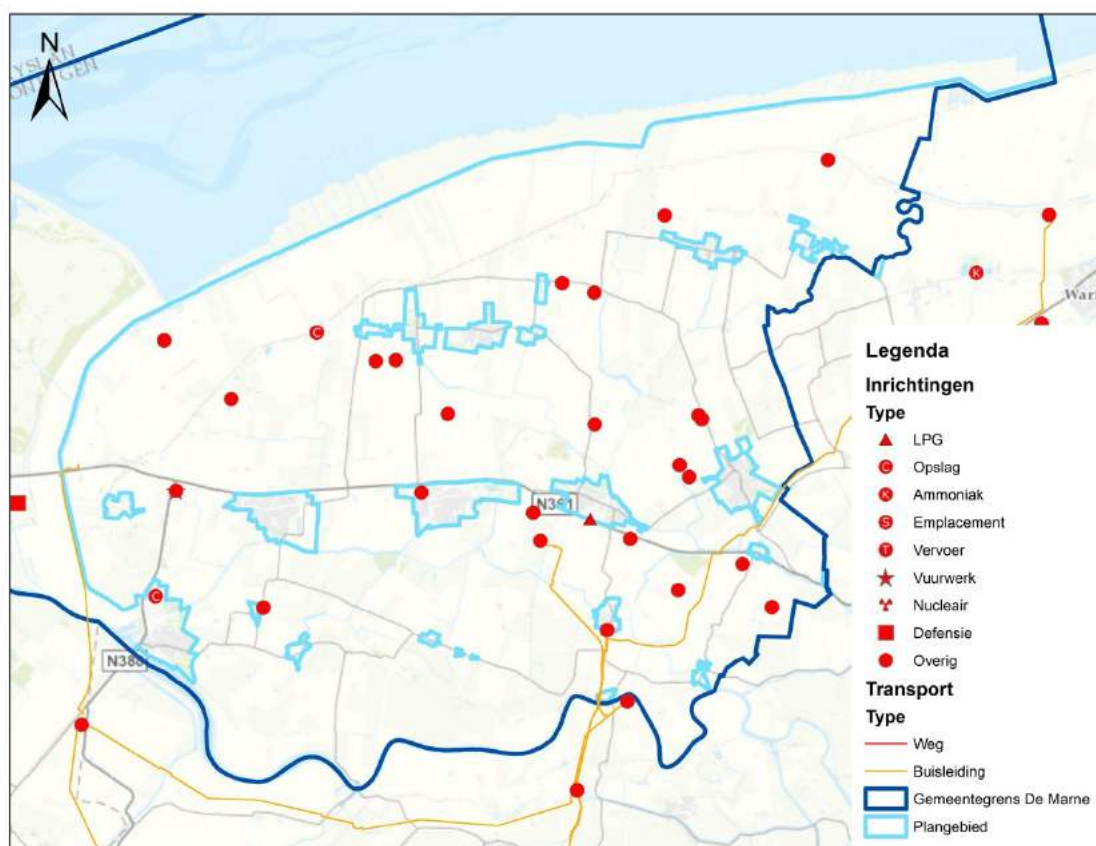 N
YSLAN
N361
N388
K
C
C
Legenda
Inrichtingen
Type
LPG
C Opslag
K Ammoniak
S Emplacement
T Vervoer
Vuurwerk
Nucleair
Defensie
Overig
Transport
Type
Weg
Buisleiding
Gemeentegrens De Marne
Plangebied